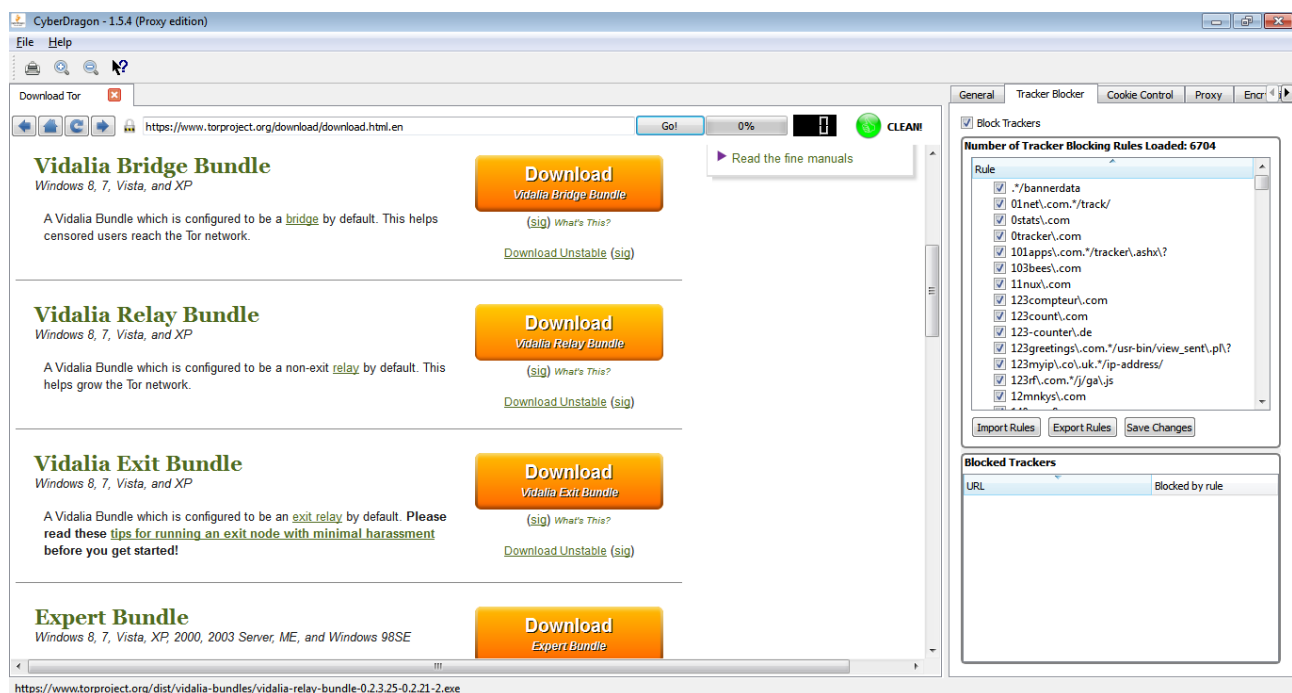 CyberDragon - 1.5.4 (Proxy edition)
File Help
Download Tor
https://www.torproject.org/download/download.html.en
Go!
0%
0
CLEAN!
Vidalia Bridge Bundle
Windows 8, 7, Vista, and XP
A Vidalia Bundle which is configured to be a bridge by default. This helps
censored users reach the Tor network.
Download
Vidalia Bridge Bundle
(sig) What's This?
Download Unstable (sig)
Read the fine manuals
Vidalia Relay Bundle
Windows 8, 7, Vista, and XP
A Vidalia Bundle which is configured to be a non-exit relay by default. This
helps grow the Tor network.
Download
Vidalia Relay Bundle
(sig) What's This?
Download Unstable (sig)
Vidalia Exit Bundle
Windows 8, 7, Vista, and XP
A Vidalia Bundle which is configured to be an exit relay by default. Please
read these tips for running an exit node with minimal harassment
before you get started!
Download
Vidalia Exit Bundle
(sig) What's This?
Download Unstable (sig)
Expert Bundle
Windows 8, 7, Vista, XP, 2000, 2003 Server, ME, and Windows 98SE
Download
Expert Bundle
General Tracker Blocker Cookie Control Proxy
Block Trackers
Number of Tracker Blocking Rules Loaded: 6704
Rule
.*/bannerdata
01net\.com.*/track/
0stats\.com
0tracker\.com
101apps\.com.*/tracker\.ashx\?
103bees\.com
11nux\.com
123compteur\.com
123count\.com
123-counter\.de
123greetings\.com.*/usr-bin/view_sent\.pl\?
123myip\.co\.uk.*/ip-address/
123rf\.com.*/j/ga\.js
12mnkys\.com
Import Rules Export Rules Save Changes
Blocked Trackers
URL Blocked by rule
https://www.torproject.org/dist/vidalia-bundles/vidalia-relay-bundle-0.2.3.25-0.2.21-2.exe